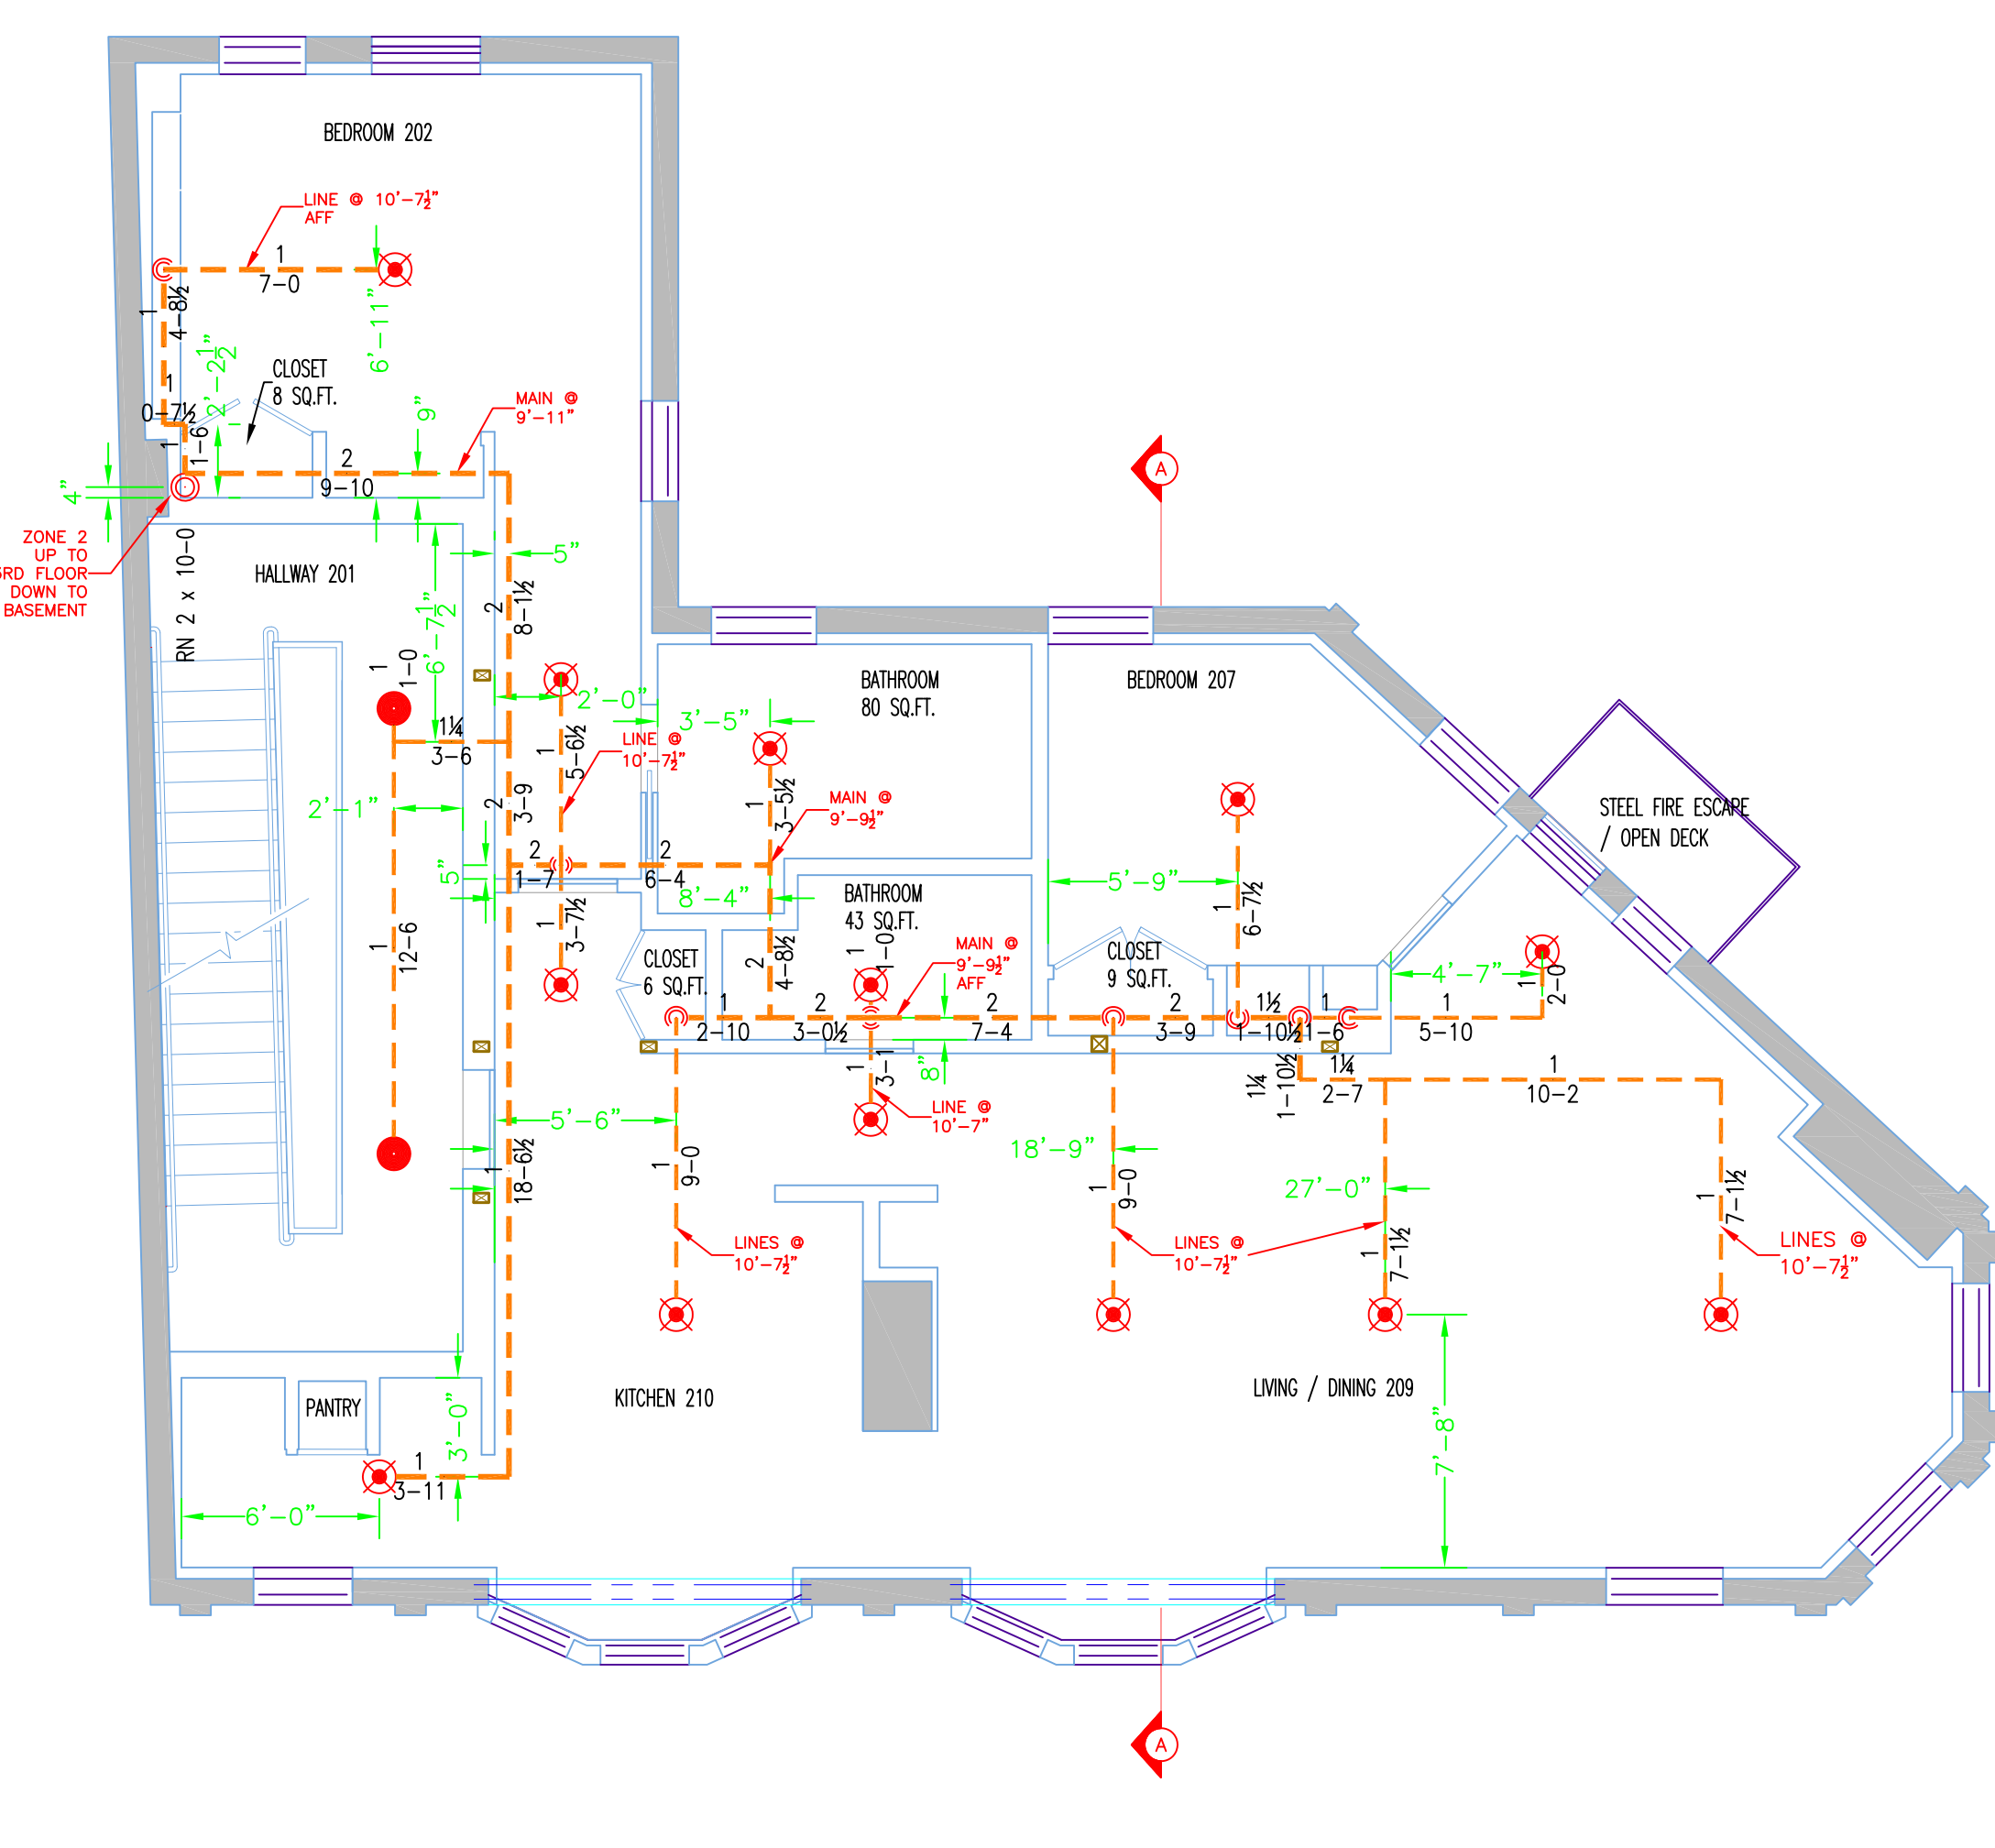 BEDROOM 202
LINE @ 10'-7½"
AFF
1
7-0
1
4-8½
6'-11"
2'-2½"
CLOSET
8 SQ.FT.
1
0-7½
1
1-6
9"
MAIN @
9'-11"
2
9-10
4"
ZONE 2
UP TO
3RD FLOOR
DOWN TO
BASEMENT
RN 2 x 10-0
HALLWAY 201
5"
6'-7½"
2
8-1½
1
1-0
1¼
3-6
2'-0"
1
5-6½
LINE @
10'-7½"
3'-5"
BATHROOM
80 SQ.FT.
BEDROOM 207
A
STEEL FIRE ESCAPE
/ OPEN DECK
2'-1"
2
3-9
1
3-5½
MAIN @
9'-9½"
5"
2
1-7
2
6-4
8'-4"
BATHROOM
43 SQ.FT.
5'-9"
1
6-7½
1
12-6
1
3-7½
CLOSET
6 SQ.FT.
2
4-8½
1
1-0
MAIN @
9'-9½"
AFF
CLOSET
9 SQ.FT.
4'-7"
1
2-0
1
2-10
2
3-0½
2
7-4
2
3-9
1½
1-10½
1
1-6
1
5-10
1
3-1
8"
1¼
1-10½
1¼
2-7
1
10-2
5'-6"
LINE @
10'-7"
18'-9"
27'-0"
1
18-6½
1
9-0
1
9-0
1
7-1½
1
7-1½
LINES @
10'-7½"
LINES @
10'-7½"
LINES @
10'-7½"
PANTRY
KITCHEN 210
LIVING / DINING 209
3'-0"
7'-8"
1
3-11
6'-0"
A